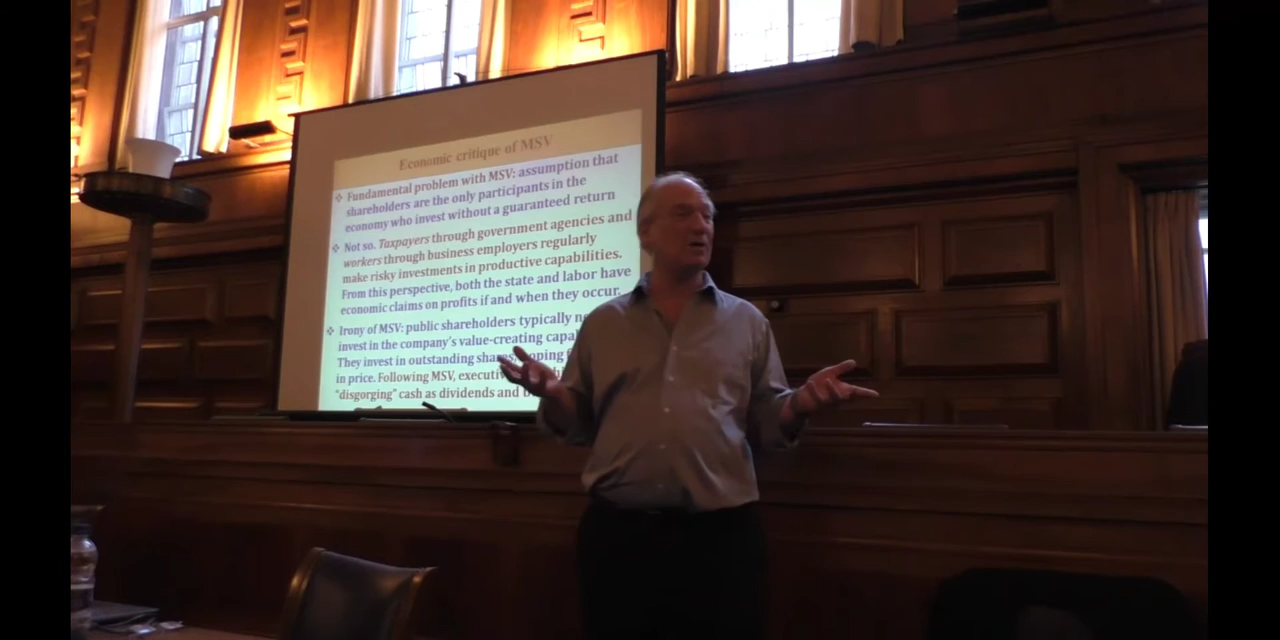 Economic critique of MSV
❖ Fundamental problem with MSV: assumption that
shareholders are the only participants in the
economy who invest without a guaranteed return
❖ Not so. Taxpayers through government agencies and
workers through business employers regularly
make risky investments in productive capabilities.
From this perspective, both the state and labor have
economic claims on profits if and when they occur.
❖ Irony of MSV: public shareholders typically
invest in the company's value-creating
They invest in outstanding shares,
in price. Following MSV,
"disgorging" cash as dividends and